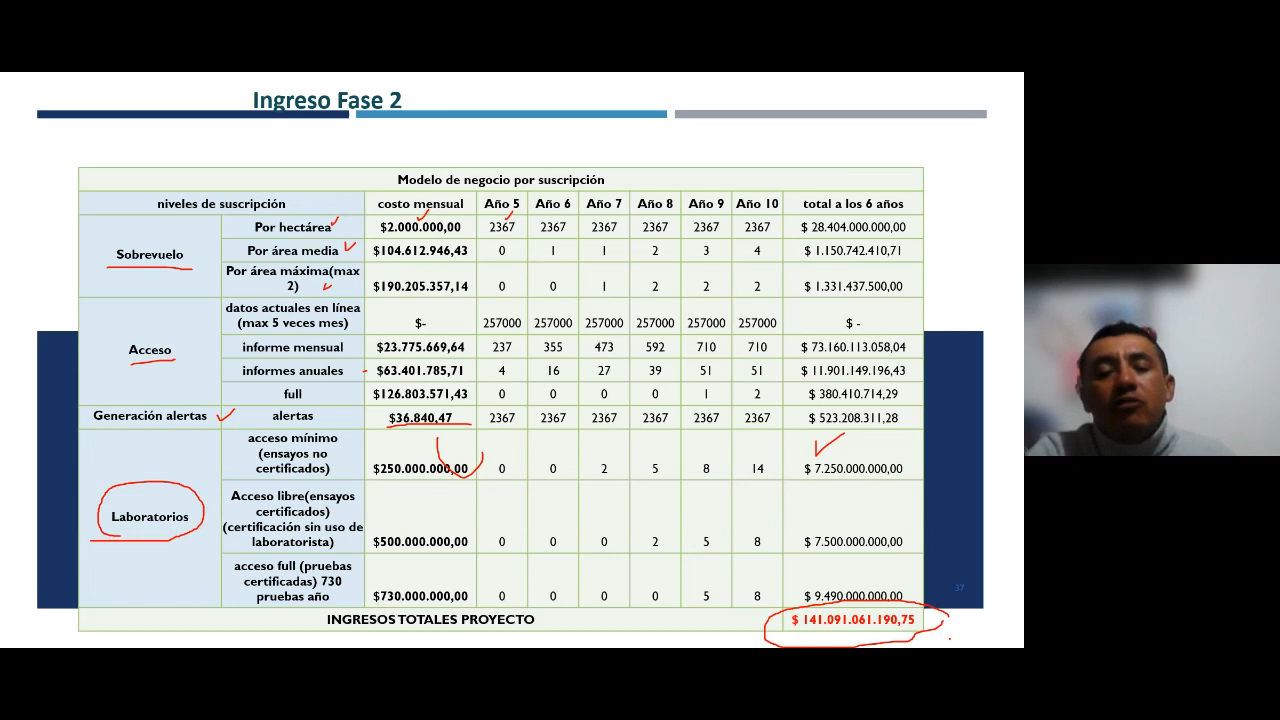 Ingreso Fase 2
Modelo de negocio por suscripción
niveles de suscripción costo mensual Año 5 Año 6 Año 7 Año 8 Año 9 Año 10 total a los 6 años
Sobrevuelo
Por hectárea $2.000.000,00 2367 2367 2367 2367 2367 2367 $ 28.404.000.000,00
Por área media $104.612.946,43 0 1 1 2 3 4 $ 1.150.742.410,71
Por área máxima(max
2) $190.205.357,14 0 0 1 2 2 2 $ 1.331.437.500,00
Acceso
datos actuales en línea
(max 5 veces mes) $- 257000 257000 257000 257000 257000 257000 $ -
informe mensual $23.775.669,64 237 355 473 592 710 710 $ 73.160.113.058,04
informes anuales $63.401.785,71 4 16 27 39 51 51 $ 11.901.149.196,43
full $126.803.571,43 0 0 0 0 1 2 $ 380.410.714,29
Generación alertas alertas $36.840,47 2367 2367 2367 2367 2367 2367 $ 523.208.311,28
Laboratorios
acceso mínimo
(ensayos no
certificados) $250.000.000,00 0 0 2 5 8 14 $ 7.250.000.000,00
Acceso libre(ensayos
certificados)
(certificación sin uso de
laboratorista) $500.000.000,00 0 0 0 2 5 8 $ 7.500.000.000,00
acceso full (pruebas
certificadas) 730
pruebas año $730.000.000,00 0 0 0 0 5 8 $ 9.490.000.000,00
INGRESOS TOTALES PROYECTO $ 141.091.061.190,75
37